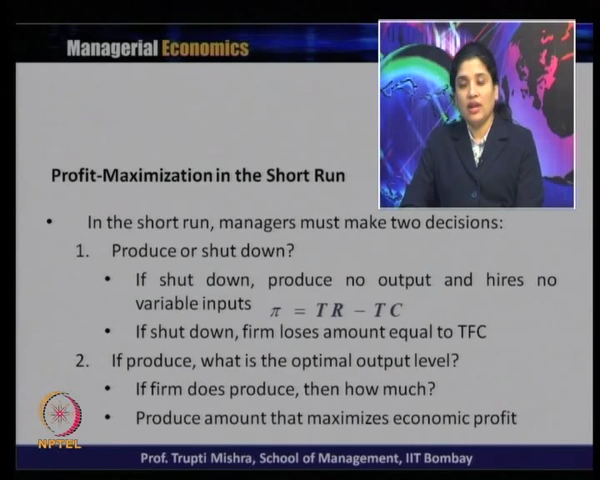 Managerial Economics
Profit-Maximization in the Short Run
• In the short run, managers must make two decisions:
1. Produce or shut down?
• If shut down, produce no output and hires no
variable inputs π = TR − TC
• If shut down, firm loses amount equal to TFC
2. If produce, what is the optimal output level?
• If firm does produce, then how much?
• Produce amount that maximizes economic profit
NPTEL
Prof. Trupti Mishra, School of Management, IIT Bombay